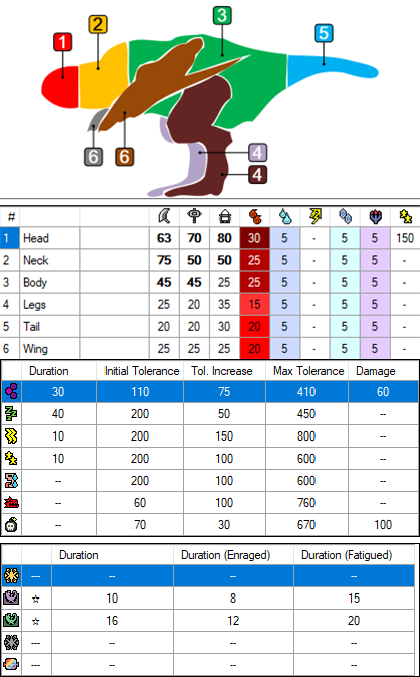 1
2
3
5
4
4
6
6
#
1 Head 63 70 80 30 5 - 5 5 150
2 Neck 75 50 50 25 5 - 5 5 -
3 Body 45 45 25 25 5 - 5 5 -
4 Legs 25 20 35 15 5 - 5 5 -
5 Tail 20 20 30 20 5 - 5 5 -
6 Wing 25 25 25 20 5 - 5 5 -
Duration Initial Tolerance Tol. Increase Max Tolerance Damage
30 110 75 410 60
40 200 50 450 --
10 200 150 800 --
10 200 100 600 --
-- 200 100 600 --
-- 60 100 760 --
-- 70 30 670 100
Duration Duration (Enraged) Duration (Fatigued)
--- -- -- --
☆ 10 8 15
☆ 16 12 20
--- -- -- --
--- -- -- --